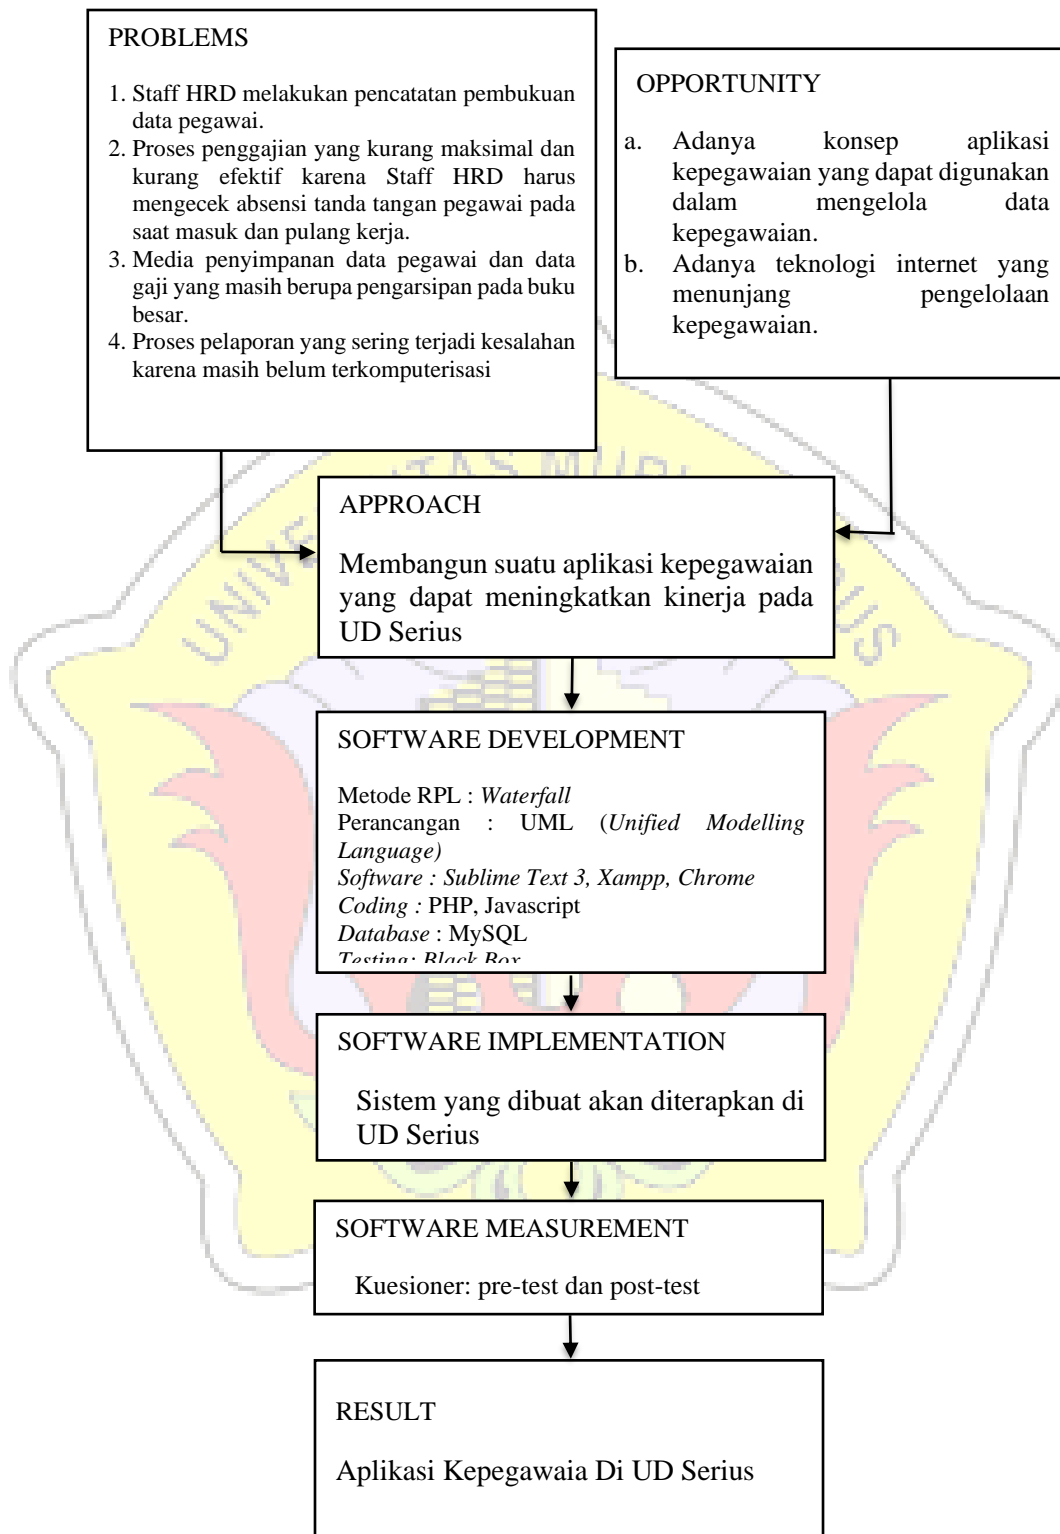 PROBLEMS
1. Staff HRD melakukan pencatatan pembukuan
data pegawai.
2. Proses penggajian yang kurang maksimal dan
kurang efektif karena Staff HRD harus
mengecek absensi tanda tangan pegawai pada
saat masuk dan pulang kerja.
3. Media penyimpanan data pegawai dan data
gaji yang masih berupa pengarsipan pada buku
besar.
4. Proses pelaporan yang sering terjadi kesalahan
karena masih belum terkomputerisasi
OPPORTUNITY
a. Adanya konsep aplikasi
kepegawaian yang dapat digunakan
dalam mengelola data
kepegawaian.
b. Adanya teknologi internet yang
menunjang pengelolaan
kepegawaian.
APPROACH
Membangun suatu aplikasi kepegawaian
yang dapat meningkatkan kinerja pada
UD Serius
SOFTWARE DEVELOPMENT
Metode RPL : Waterfall
Perancangan : UML (Unified Modelling
Language)
Software : Sublime Text 3, Xampp, Chrome
Coding : PHP, Javascript
Database : MySQL
Testing: Black Box
SOFTWARE IMPLEMENTATION
Sistem yang dibuat akan diterapkan di
UD Serius
SOFTWARE MEASUREMENT
Kuesioner: pre-test dan post-test
RESULT
Aplikasi Kepegawaia Di UD Serius